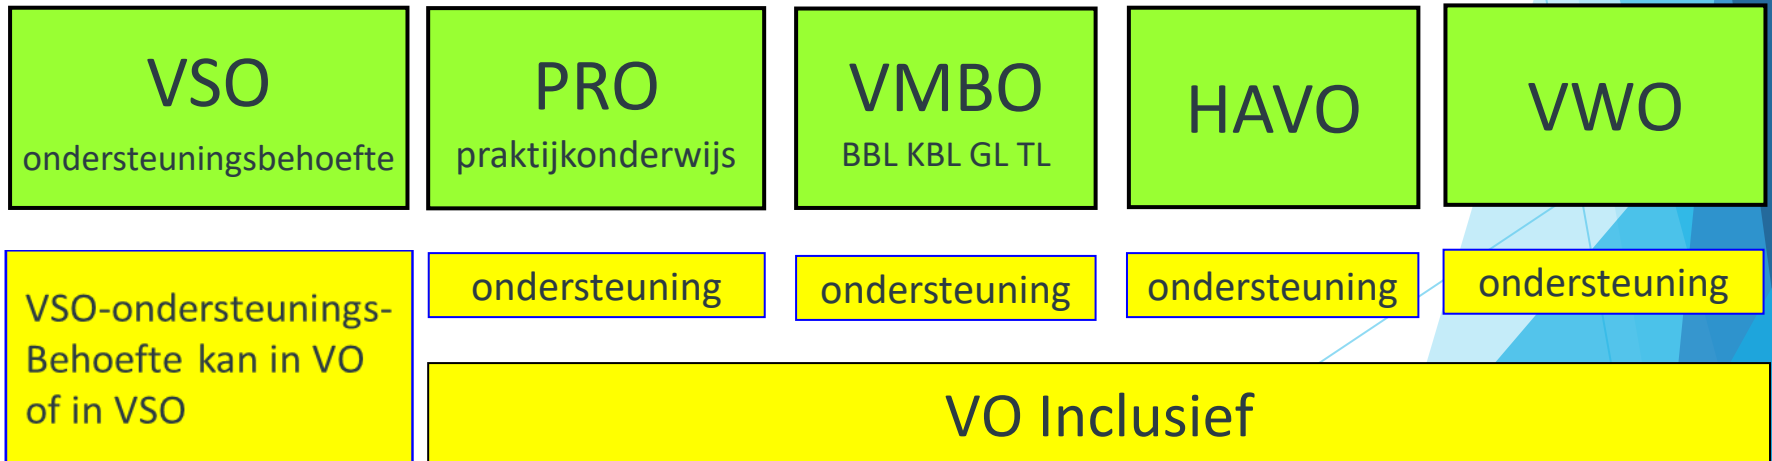 VSO
ondersteuningsbehoefte
PRO
praktijkonderwijs
VMBO
BBL KBL GL TL
HAVO
VWO
VSO-ondersteunings-
Behoefte kan in VO
of in VSO
ondersteuning
ondersteuning
ondersteuning
ondersteuning
VO Inclusief